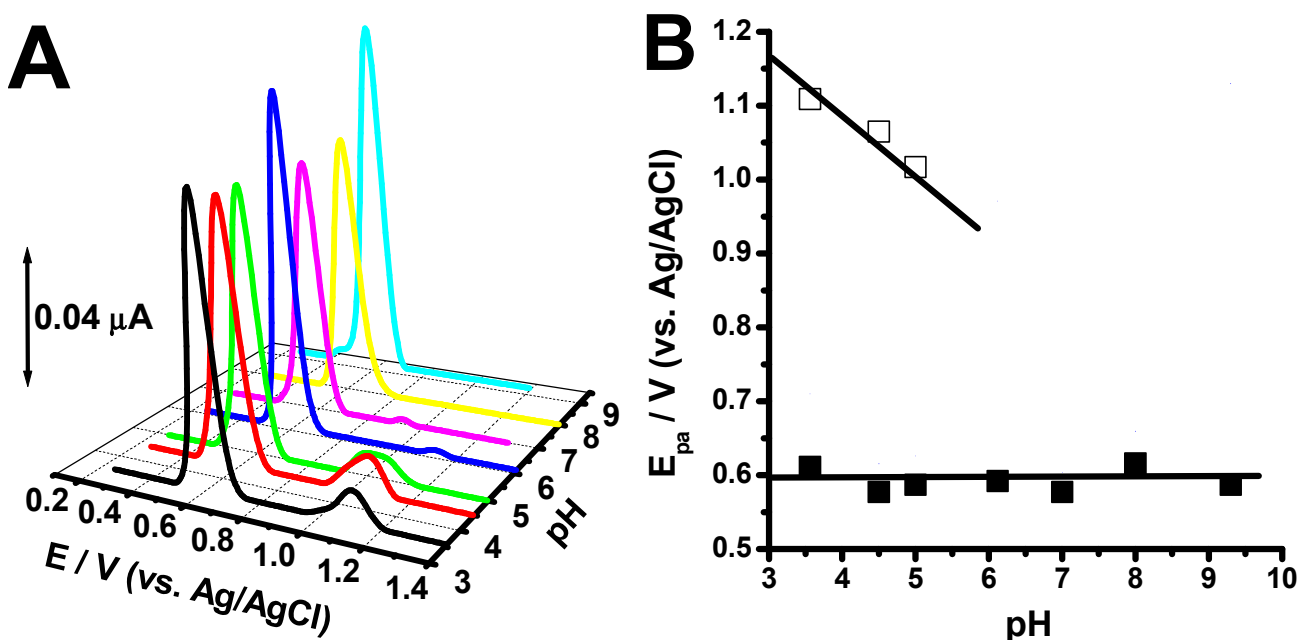 A
0.04 μA
0.2 0.4 0.6 0.8 1.0 1.2 1.4
E / V (vs. Ag/AgCl)
3 4 5 6 7 8 9
pH
B
1.2
1.1
1.0
0.9
0.8
0.7
0.6
0.5
Epa / V (vs. Ag/AgCl)
3 4 5 6 7 8 9 10
pH